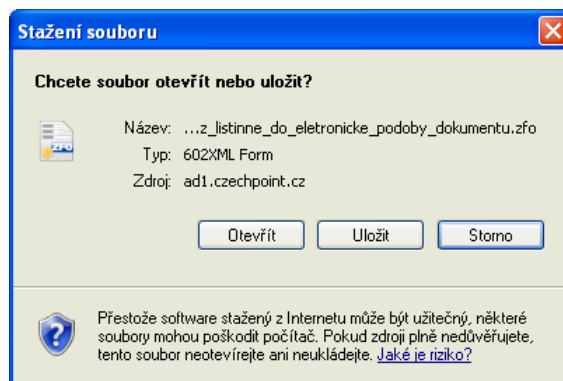 Stažení souboru
Chcete soubor otevřít nebo uložit?
ZFO
Název: ...z_listinne_do_eletronicke_podoby_dokumentu.zfo
Typ: 602XML Form
Zdroj: ad1.czechpoint.cz
Otevřít Uložit Storno
Přestože software stažený z Internetu může být užitečný, některé
soubory mohou poškodit počítač. Pokud zdroji plně nedůvěřujete,
tento soubor neotevírejte ani neukládejte. Jaké je riziko?